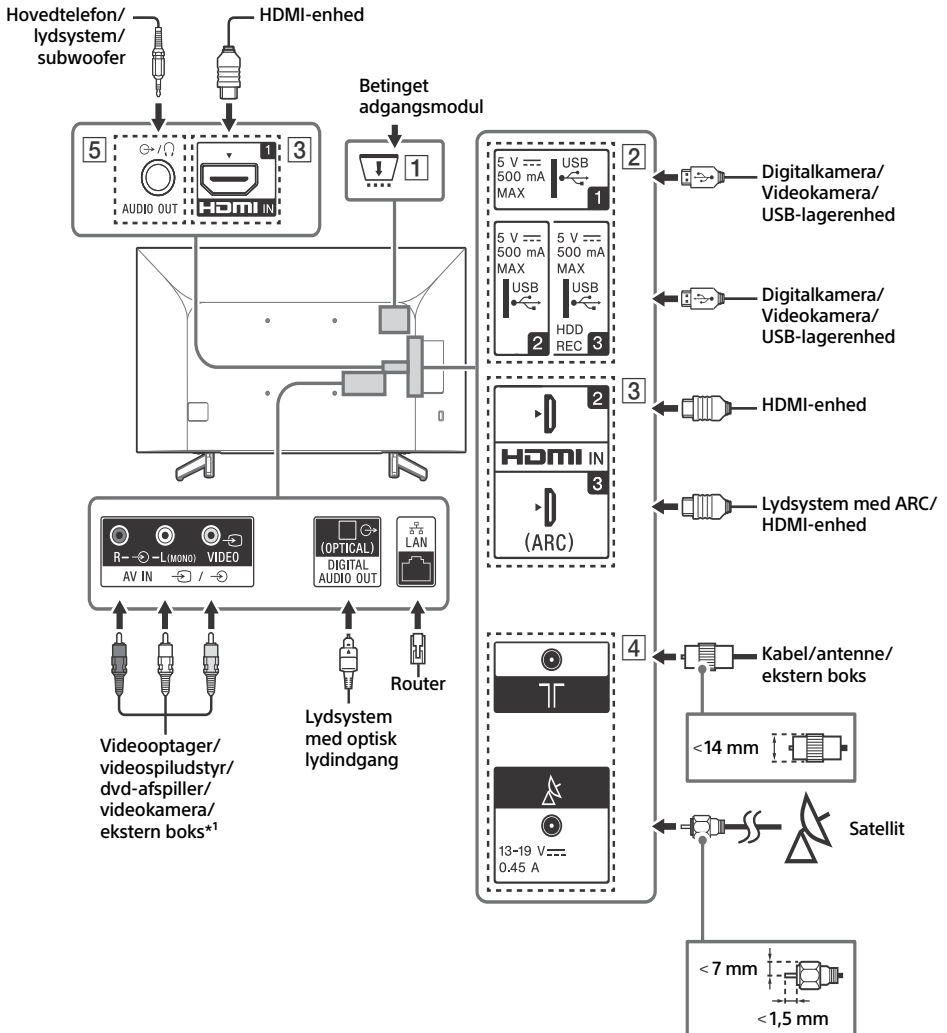 Hovedtelefon/
lydsystem/
subwoofer
HDMI-enhed
Betinget
adgangsmodul
5
AUDIO OUT
1
HDMI IN
3
1
2
5 V
500 mA
MAX
USB
1
Digitalkamera/
Videokamera/
USB-lagerenhed
5 V
500 mA
MAX
USB
2
5 V
500 mA
MAX
USB
HDD
REC 3
Digitalkamera/
Videokamera/
USB-lagerenhed
3
2
HDMI IN
3
(ARC)
HDMI-enhed
Lydsystem med ARC/
HDMI-enhed
R L(MONO) VIDEO
AV IN /
(OPTICAL)
DIGITAL
AUDIO OUT
LAN
Videooptager/
videospiludstyr/
dvd-afspiller/
videokamera/
ekstern boks*1
Lydsystem
med optisk
lydindgang
Router
4
Kabel/antenne/
ekstern boks
<14 mm
13-19 V
0.45 A
Satellit
<7 mm
<1,5 mm